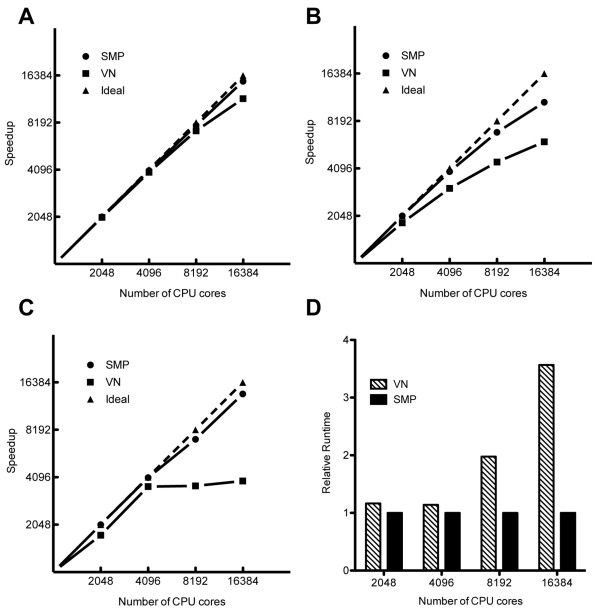 A
SMP
VN
Ideal
16384
8192
4096
2048
Speedup
2048 4096 8192 16384
Number of CPU cores
B
SMP
VN
Ideal
16384
8192
4096
2048
Speedup
2048 4096 8192 16384
Number of CPU cores
C
SMP
VN
Ideal
16384
8192
4096
2048
Speedup
2048 4096 8192 16384
Number of CPU cores
D
VN
SMP
4
3
2
1
0
Relative Runtime
2048 4096 8192 16384
Number of CPU cores